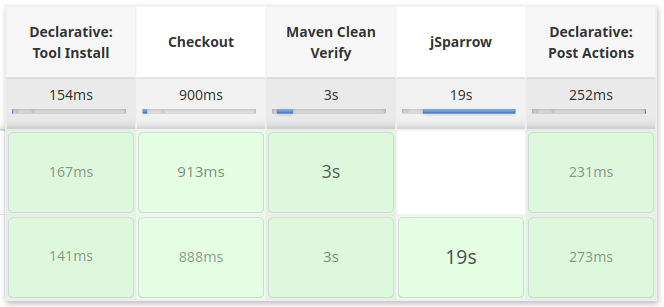 Declarative: Tool Install
Checkout
Maven Clean Verify
jSparrow
Declarative: Post Actions
154ms 900ms 3s 19s 252ms
167ms 913ms 3s 231ms
141ms 888ms 3s 19s 273ms